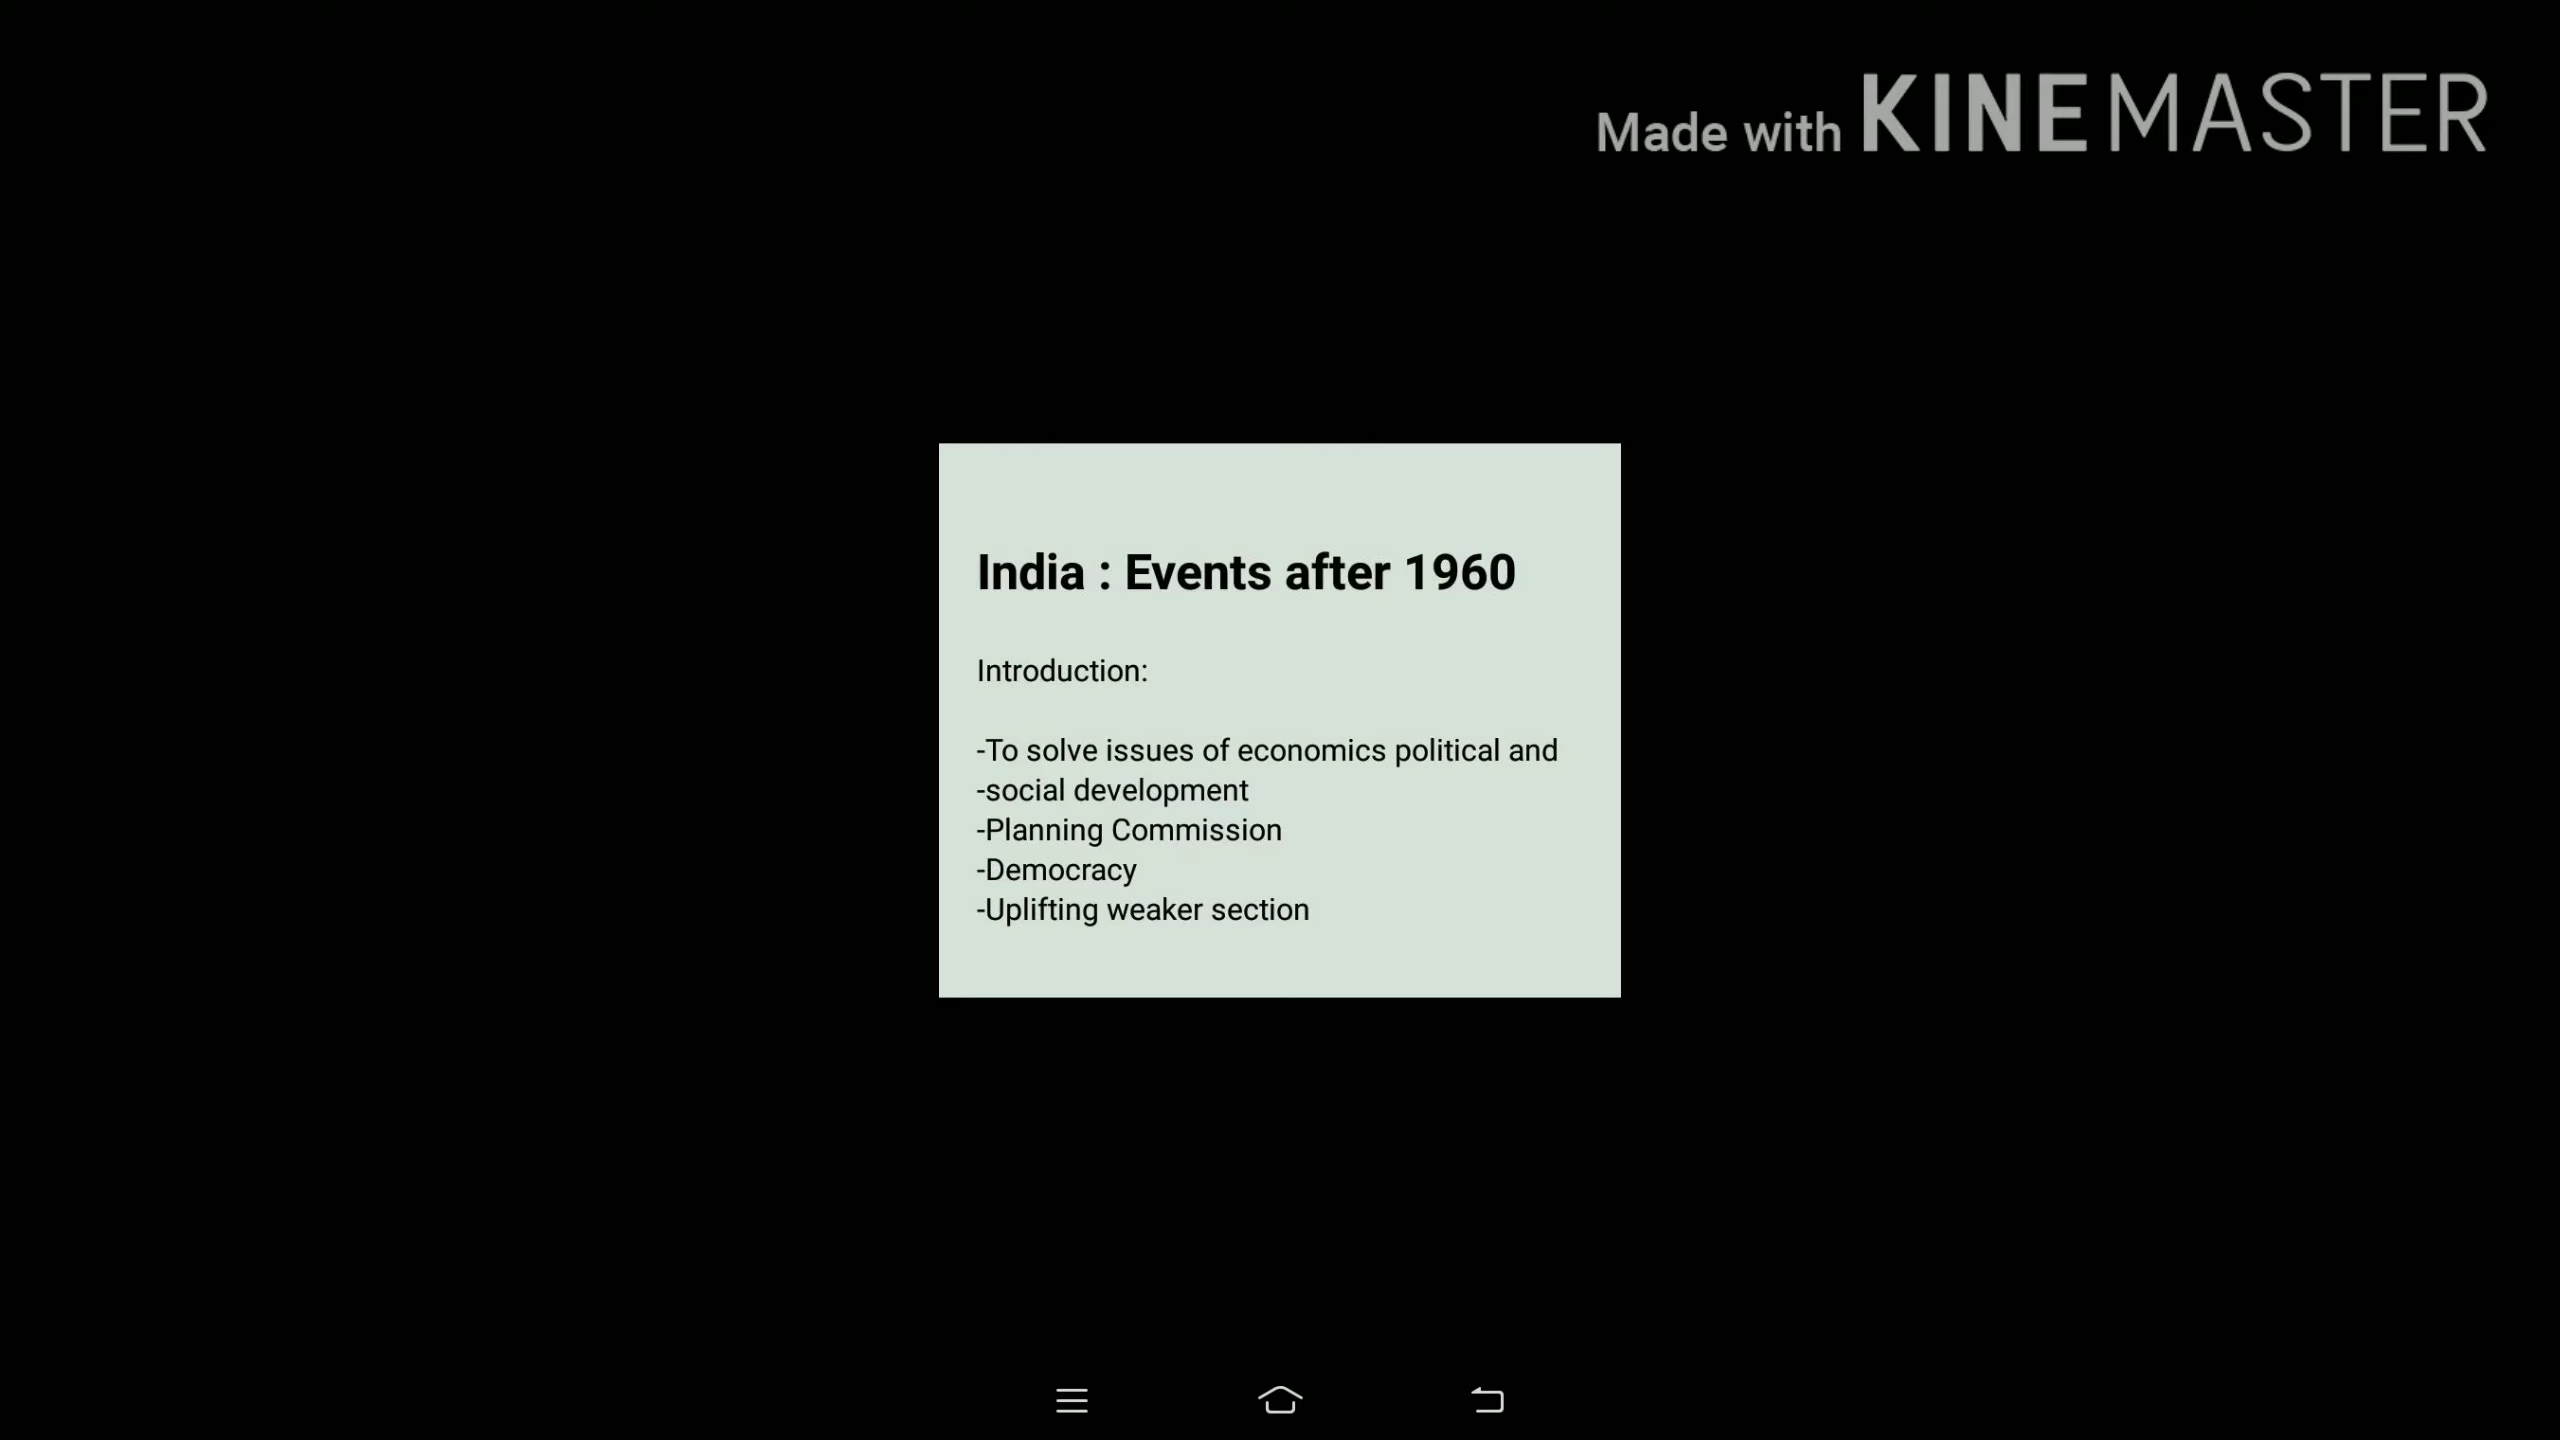 Made with KINEMASTER
India : Events after 1960
Introduction:
-To solve issues of economics political and
-social development
-Planning Commission
-Democracy
-Uplifting weaker section